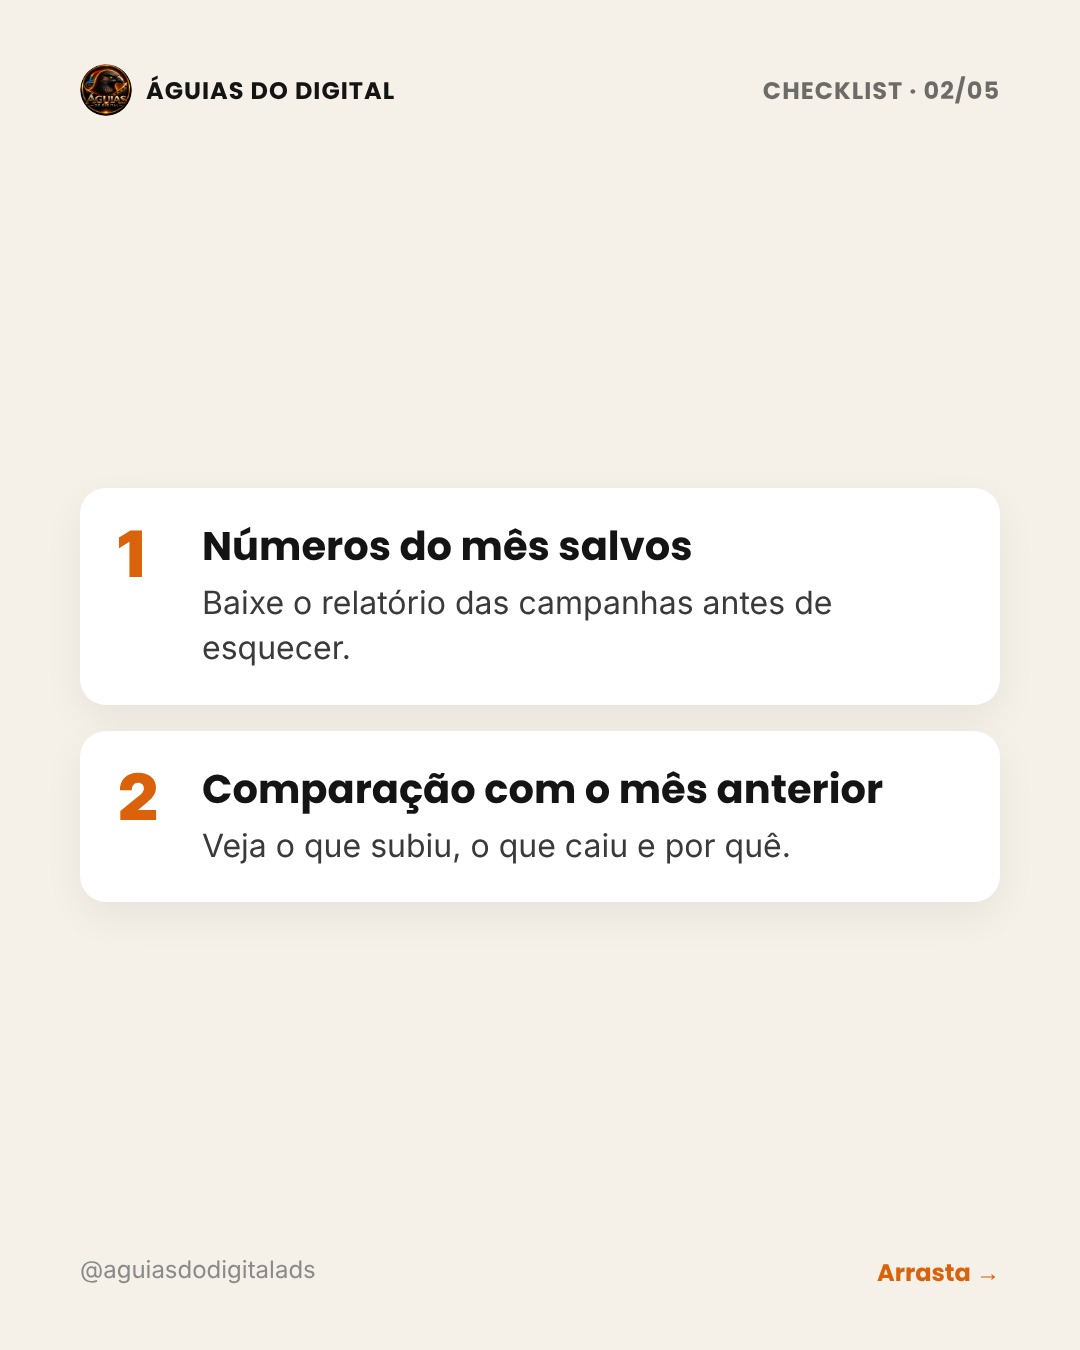 ÁGUIAS
ÁGUIAS DO DIGITAL
CHECKLIST · 02/05
1
Números do mês salvos
Baixe o relatório das campanhas antes de
esquecer.
2
Comparação com o mês anterior
Veja o que subiu, o que caiu e por quê.
@aguiasdodigitalads
Arrasta →